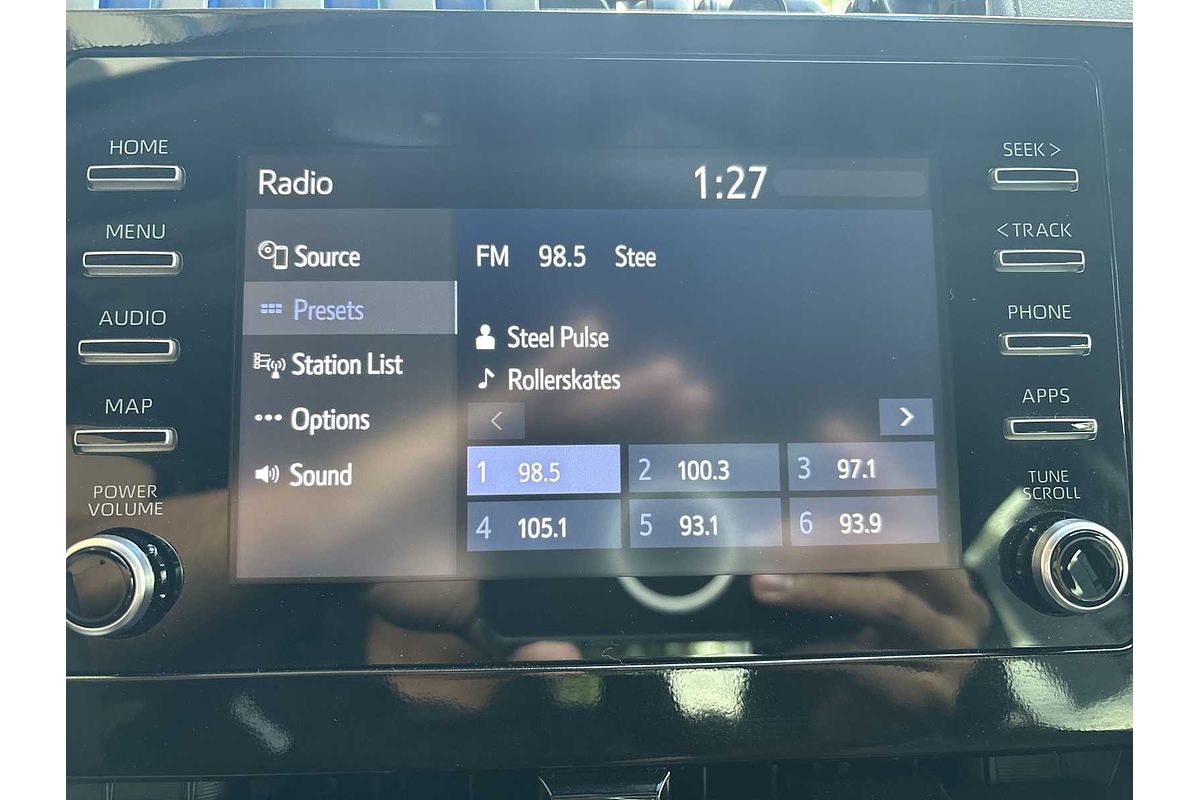 HOME
MENU
AUDIO
MAP
POWER
VOLUME
Radio 1:27
Source
Presets
Station List
Options
Sound
FM 98.5 Stee
Steel Pulse
Rollerskates
< >
1 98.5 2 100.3 3 97.1
4 105.1 5 93.1 6 93.9
SEEK >
< TRACK
PHONE
APPS
TUNE
SCROLL